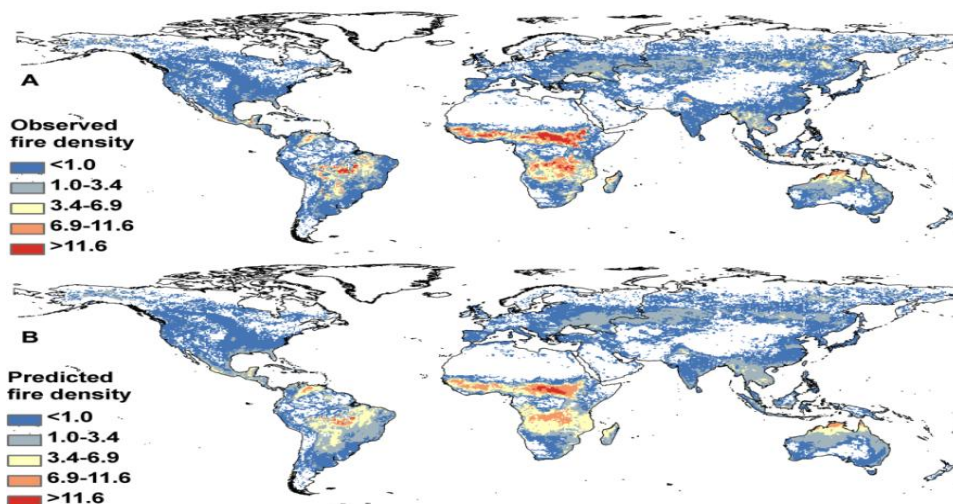 A
Observed
fire density
<1.0
1.0-3.4
3.4-6.9
6.9-11.6
>11.6
B
Predicted
fire density
<1.0
1.0-3.4
3.4-6.9
6.9-11.6
>11.6